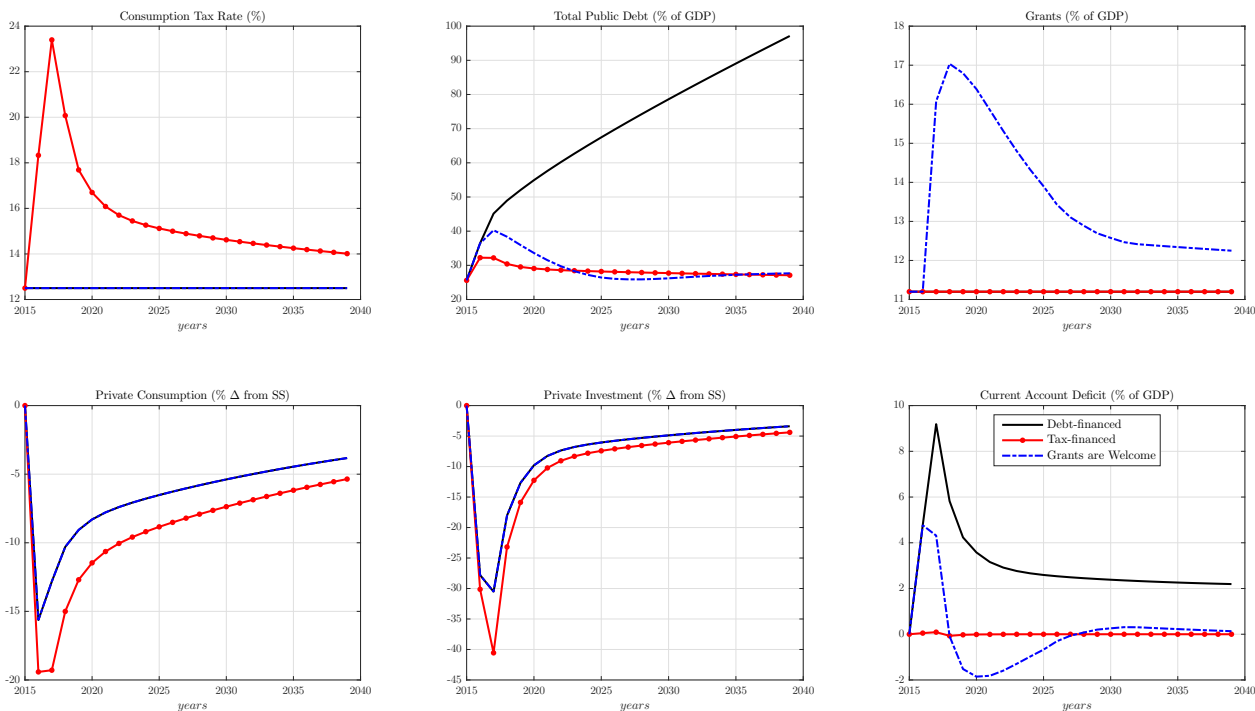 Consumption Tax Rate (%)
24
22
20
18
16
14
12
2015 2020 2025 2030 2035 2040
years
Total Public Debt (% of GDP)
100
90
80
70
60
50
40
30
20
2015 2020 2025 2030 2035 2040
years
Grants (% of GDP)
18
17
16
15
14
13
12
11
2015 2020 2025 2030 2035 2040
years
Private Consumption (% Δ from SS)
0
-5
-10
-15
-20
2015 2020 2025 2030 2035 2040
years
Private Investment (% Δ from SS)
0
-5
-10
-15
-20
-25
-30
-35
-40
-45
2015 2020 2025 2030 2035 2040
years
Current Account Deficit (% of GDP)
10
8
6
4
2
0
-2
2015 2020 2025 2030 2035 2040
years
Debt-financed
Tax-financed
Grants are Welcome